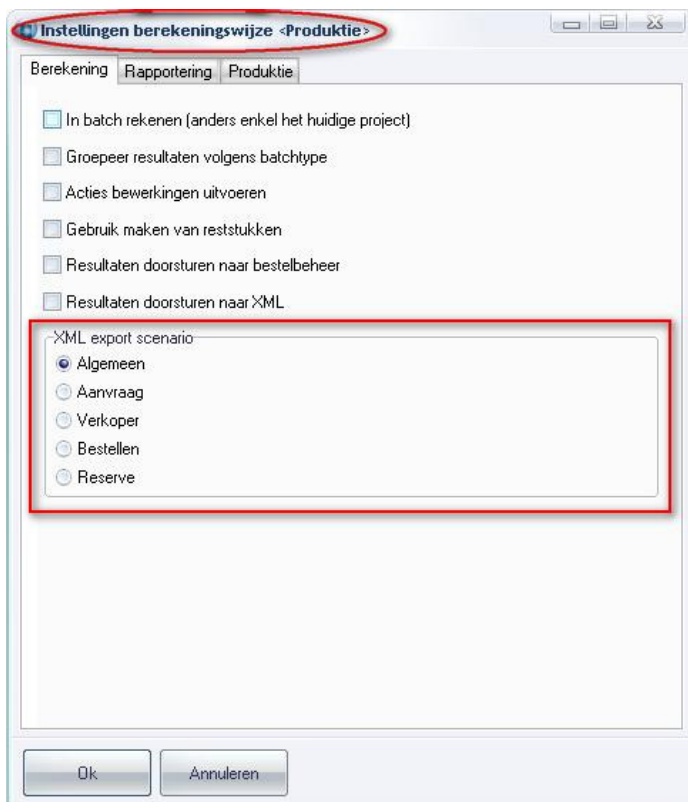 Instellingen berekeningswijze <Produktie>
Berekening Rapportering Produktie
In batch rekenen (anders enkel het huidige project)
Groepeer resultaten volgens batchtype
Acties bewerkingen uitvoeren
Gebruik maken van reststukken
Resultaten doorsturen naar bestelbeheer
Resultaten doorsturen naar XML
XML export scenario
Algemeen
Aanvraag
Verkoper
Bestellen
Reserve
Ok Annuleren